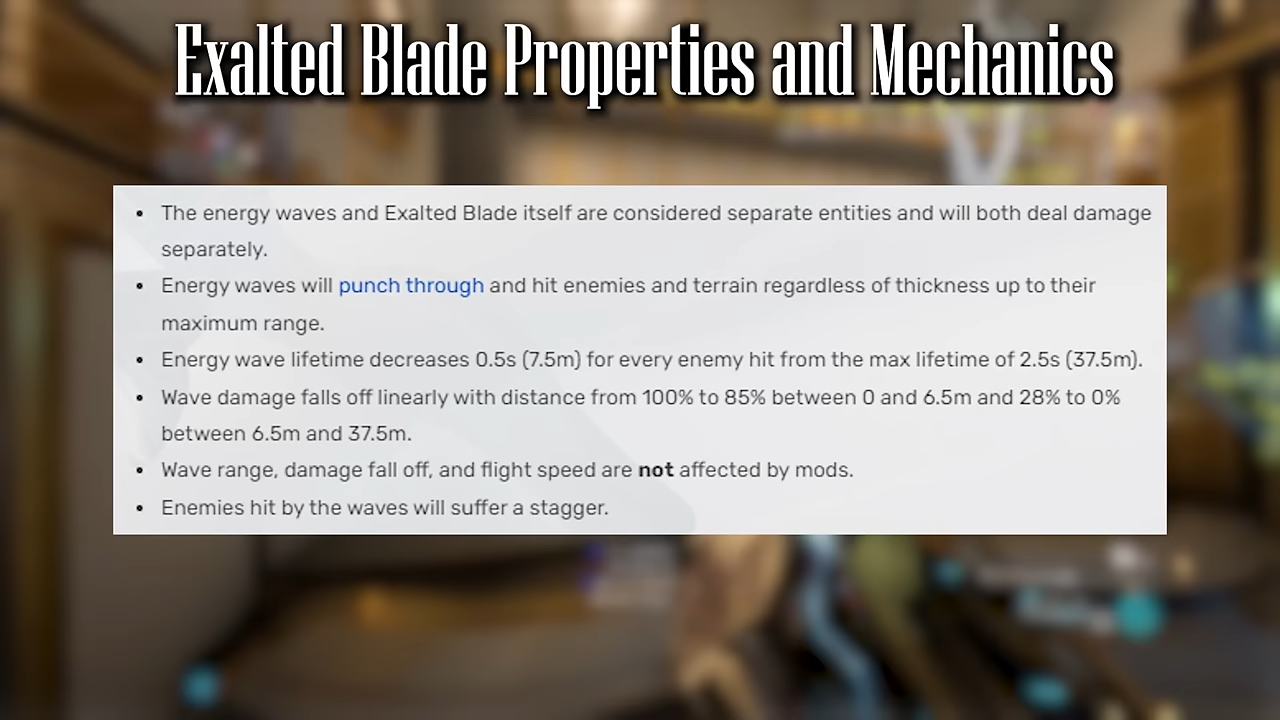 Exalted Blade Properties and Mechanics
• The energy waves and Exalted Blade itself are considered separate entities and will both deal damage
separately.
• Energy waves will punch through and hit enemies and terrain regardless of thickness up to their
maximum range.
• Energy wave lifetime decreases 0.5s (7.5m) for every enemy hit from the max lifetime of 2.5s (37.5m).
• Wave damage falls off linearly with distance from 100% to 85% between 0 and 6.5m and 28% to 0%
between 6.5m and 37.5m.
• Wave range, damage fall off, and flight speed are not affected by mods.
• Enemies hit by the waves will suffer a stagger.